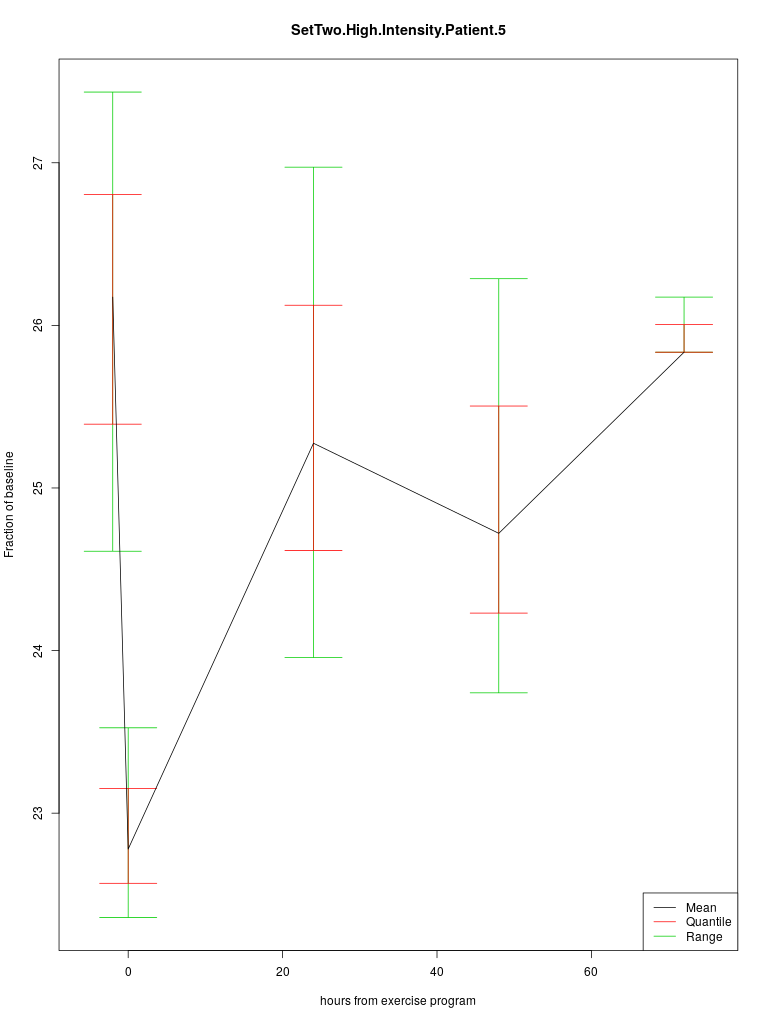 SetTwo.High.Intensity.Patient.5
27
26
25
24
23
Fraction of baseline
0 20 40 60
hours from exercise program
Mean
Quantile
Range